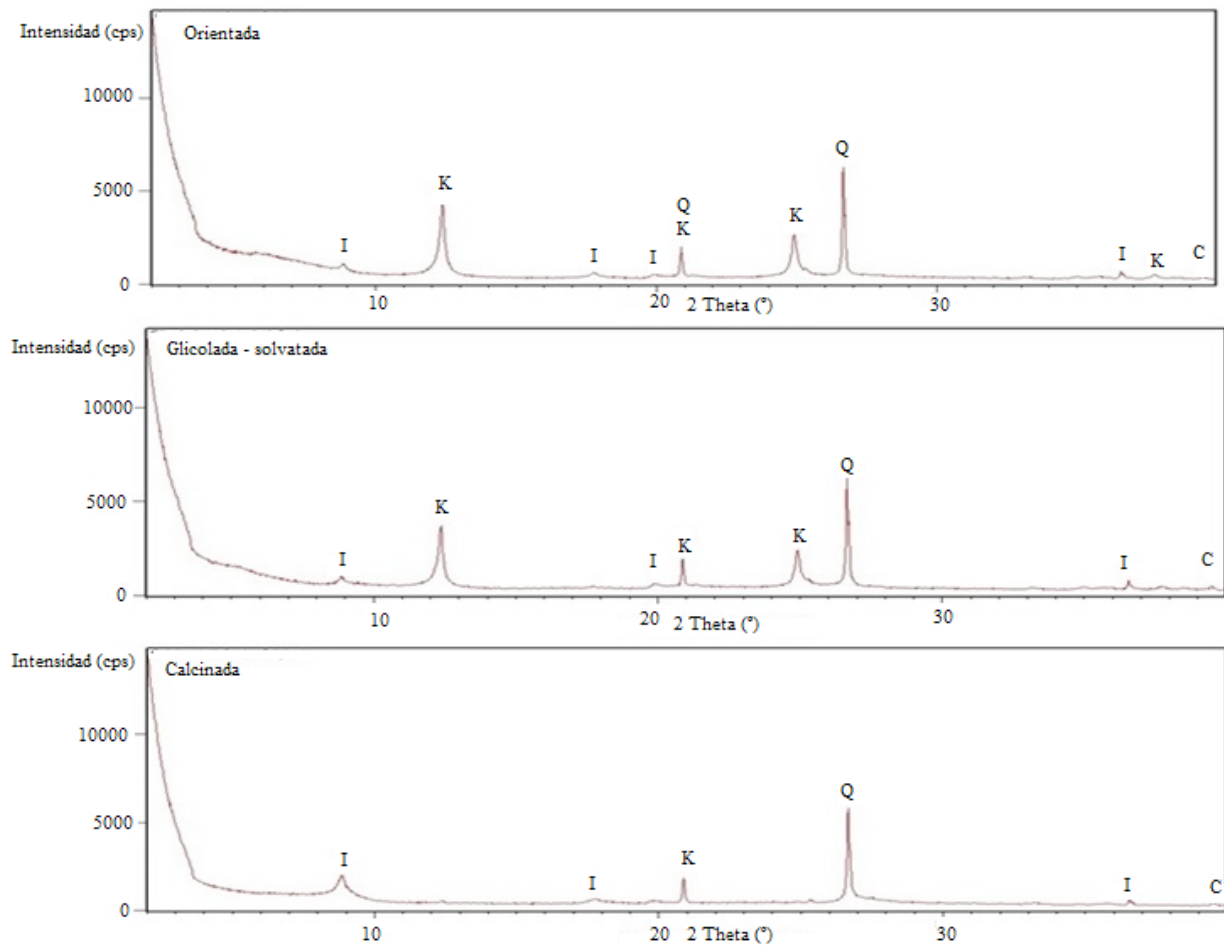 Intensidad (cps)
Orientada
10000
5000
0
I
K
I
I
Q
K
K
Q
I
K
C
10
20
2 Theta (°)
30
Intensidad (cps)
Glicolada - solvatada
10000
5000
0
I
K
I
K
K
Q
I
C
10
20
2 Theta (°)
30
Intensidad (cps)
Calcinada
10000
5000
0
I
I
K
Q
I
C
10
20
2 Theta (°)
30